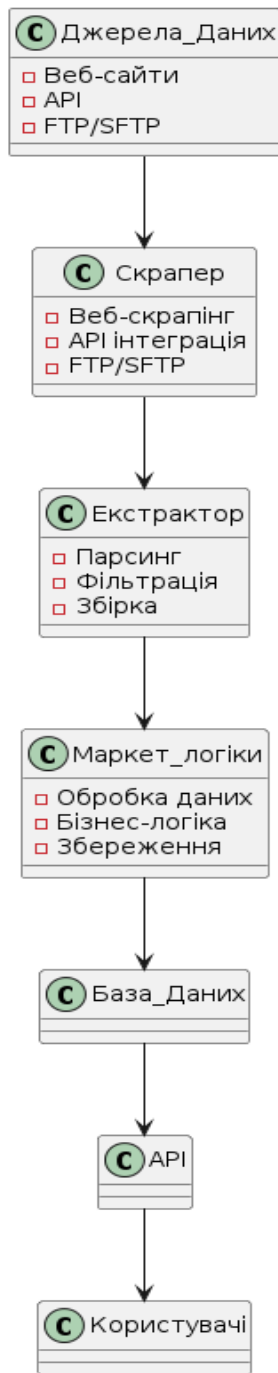 C Джерела_Даних
Веб-сайти
API
FTP/SFTP
C Скрапер
Веб-скрапінг
API інтеграція
FTP/SFTP
C Екстрактор
Парсинг
Фільтрація
Збірка
C Маркет_логіки
Обробка даних
Бізнес-логіка
Збереження
C База_Даних
C API
C Користувачі